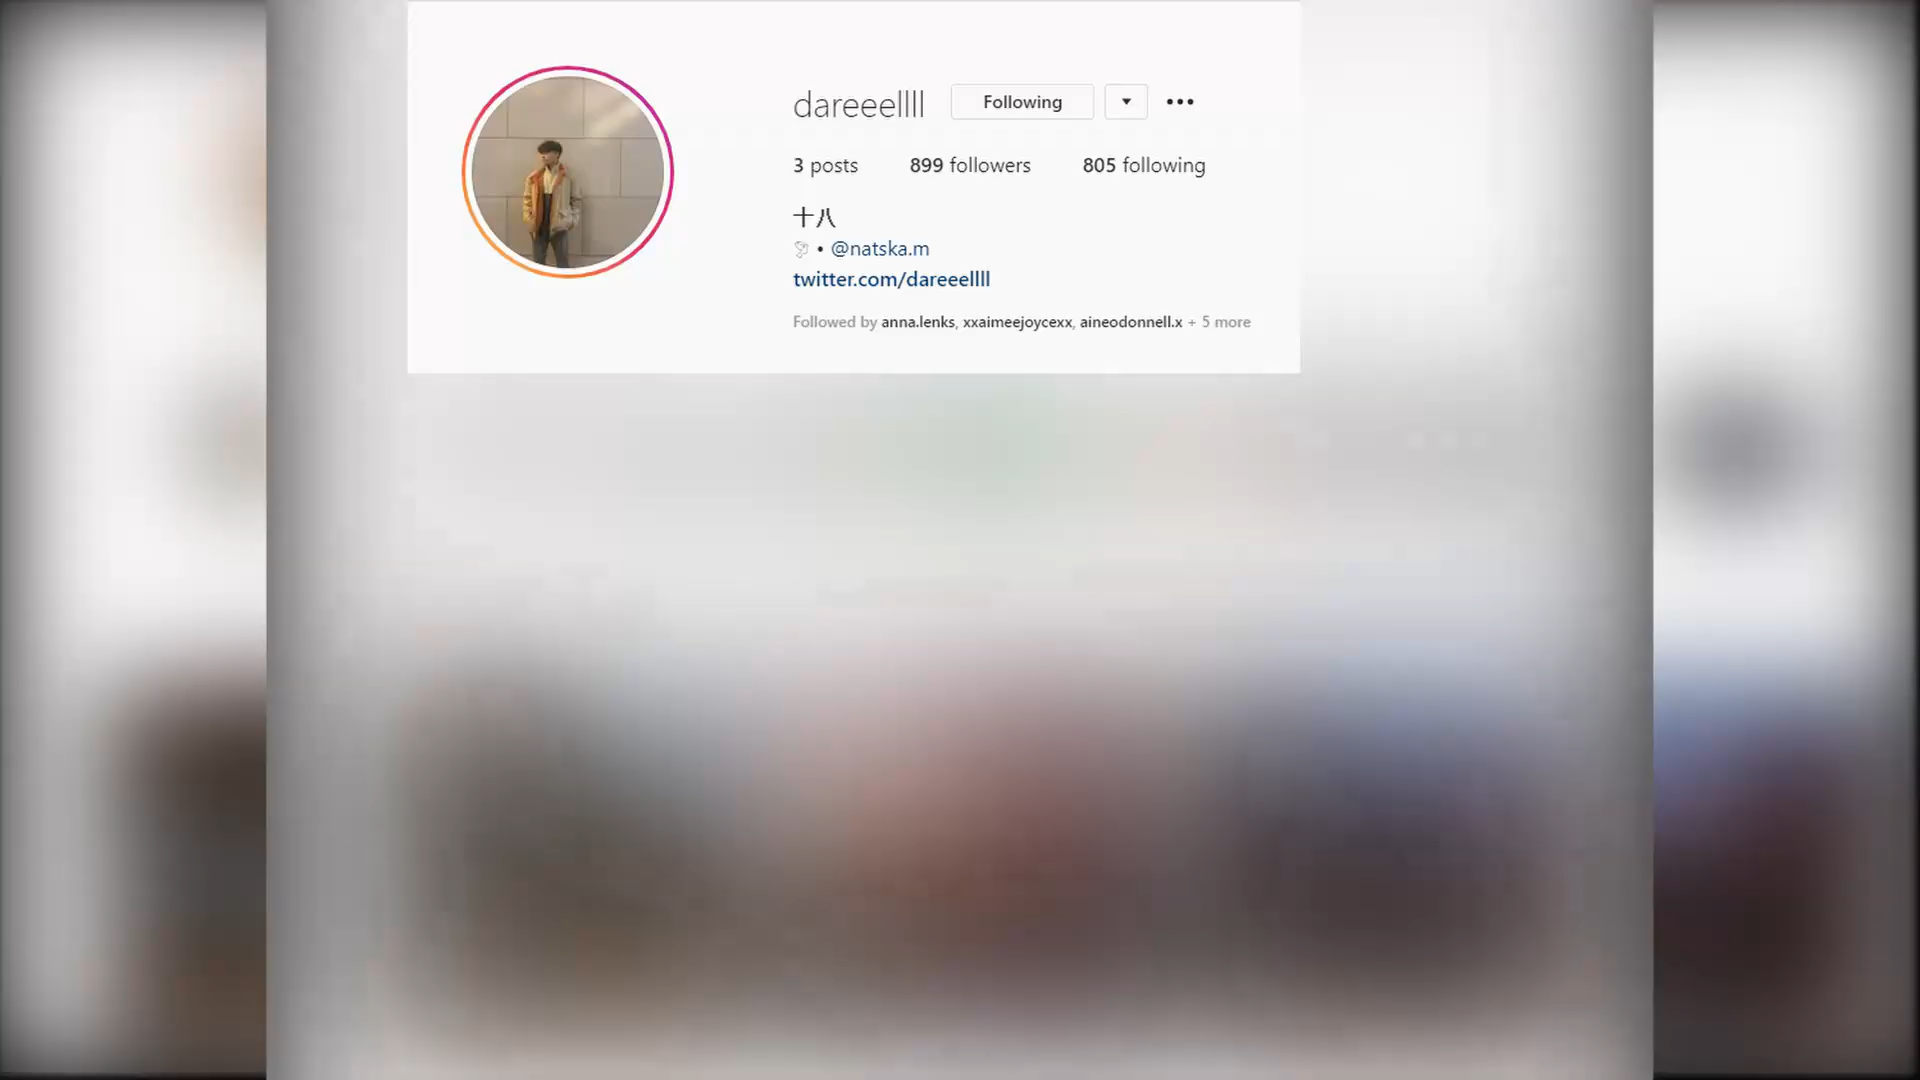 dareeellll Following
3 posts 899 followers 805 following
十八
🕊 • @natska.m
twitter.com/dareeellll
Followed by anna.lenks, xxaimeejoycexx, aineodonnell.x + 5 more